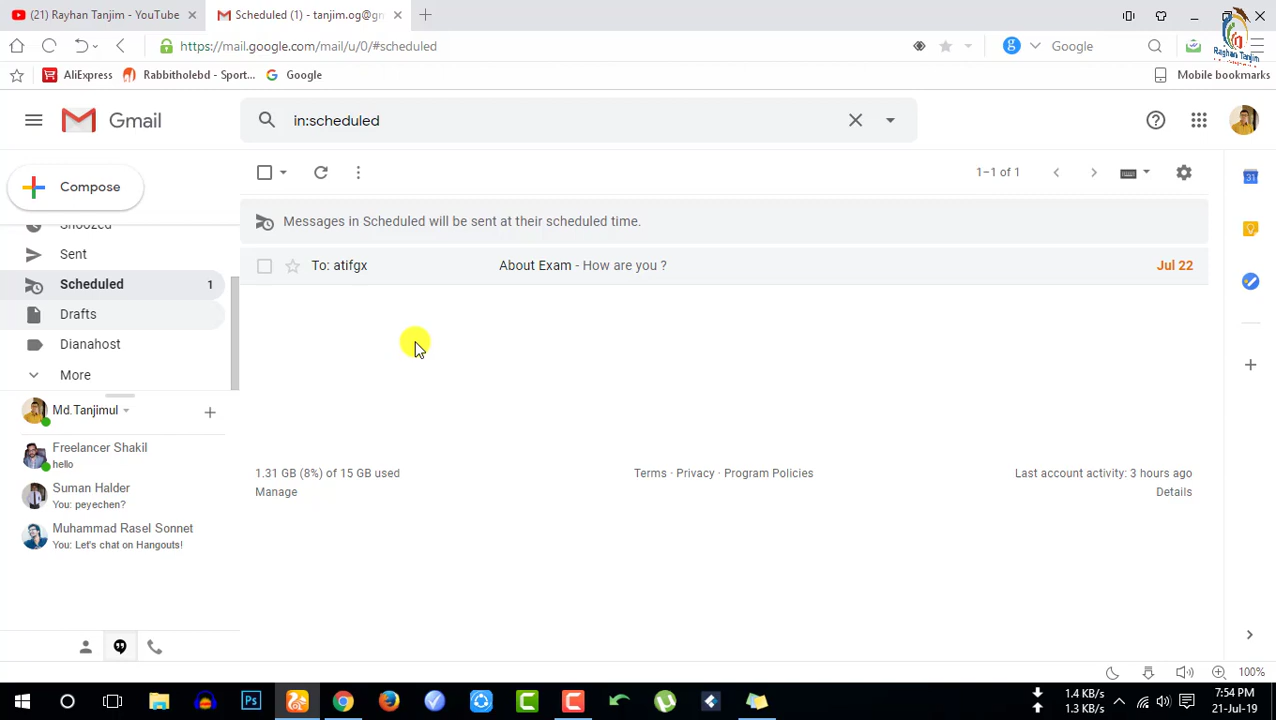 (21) Rayhan Tanjim - YouTube
Scheduled (1) - tanjim.og@gm
https://mail.google.com/mail/u/0/#scheduled
Google
Rayhan Tanjim
AliExpress
Rabbitholebd - Sport...
Google
Mobile bookmarks
Gmail
in:scheduled
Compose
1–1 of 1
Snoozed
Messages in Scheduled will be sent at their scheduled time.
Sent
To: atifgx About Exam - How are you ? Jul 22
Scheduled 1
Drafts
Dianahost
More
Md.Tanjimul
Freelancer Shakil
hello
Suman Halder
You: peyechen?
Muhammad Rasel Sonnet
You: Let's chat on Hangouts!
1.31 GB (8%) of 15 GB used
Manage
Terms · Privacy · Program Policies
Last account activity: 3 hours ago
Details
31
100%
Ps
1.4 KB/s
1.3 KB/s
7:54 PM
21-Jul-19